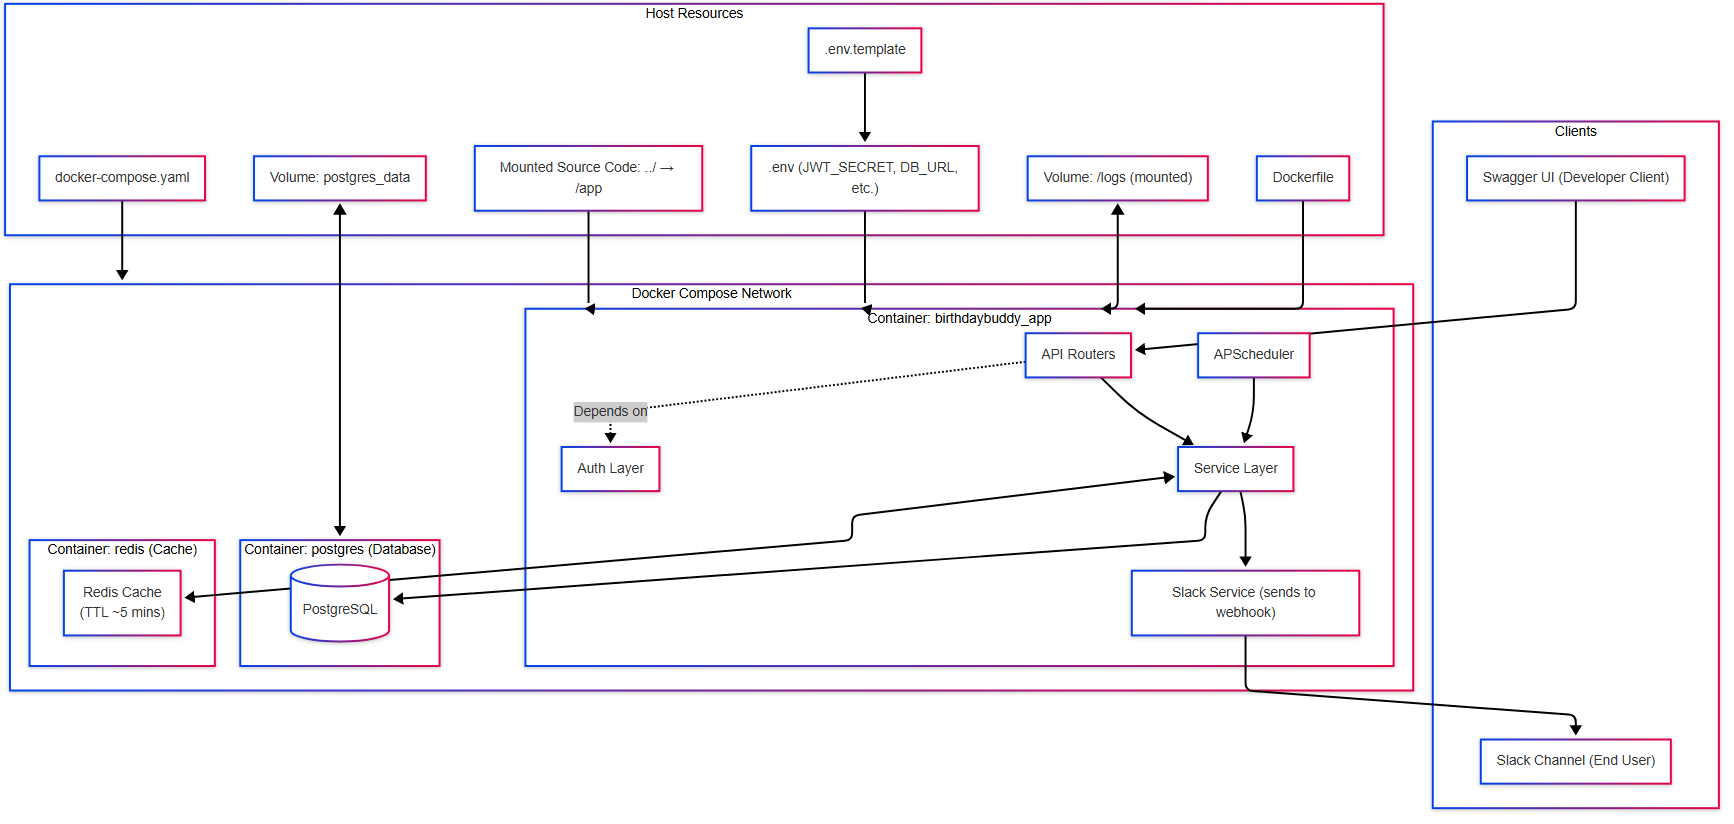 Host Resources
.env.template
docker-compose.yaml
Volume: postgres_data
Mounted Source Code: ../ →
/app
.env (JWT_SECRET, DB_URL,
etc.)
Volume: /logs (mounted)
Dockerfile
Clients
Swagger UI (Developer Client)
Docker Compose Network
Container: birthdaybuddy_app
API Routers
APScheduler
Depends on
Auth Layer
Service Layer
Container: redis (Cache)
Redis Cache
(TTL ~5 mins)
Container: postgres (Database)
PostgreSQL
Slack Service (sends to
webhook)
Slack Channel (End User)